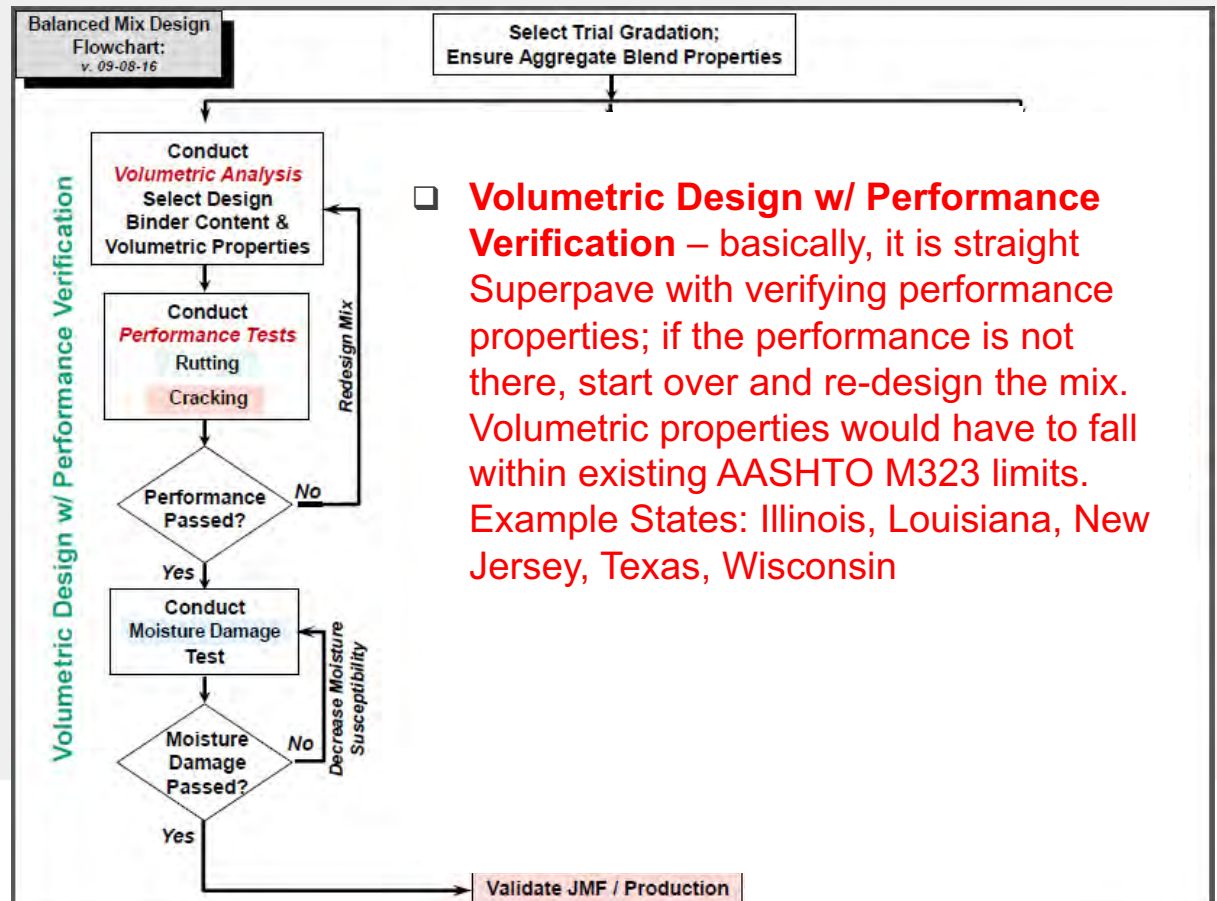 Balanced Mix Design
Flowchart:
v. 09-08-16
Select Trial Gradation;
Ensure Aggregate Blend Properties
Volumetric Design w/ Performance Verification
Conduct
Volumetric Analysis
Select Design
Binder Content &
Volumetric Properties
Conduct
Performance Tests
Rutting
Cracking
Redesign Mix
Performance
Passed?
No
Yes
Conduct
Moisture Damage
Test
Decrease Moisture
Susceptibility
Moisture
Damage
Passed?
No
Yes
Validate JMF / Production
❑ Volumetric Design w/ Performance
Verification – basically, it is straight
Superpave with verifying performance
properties; if the performance is not
there, start over and re-design the mix.
Volumetric properties would have to fall
within existing AASHTO M323 limits.
Example States: Illinois, Louisiana, New
Jersey, Texas, Wisconsin